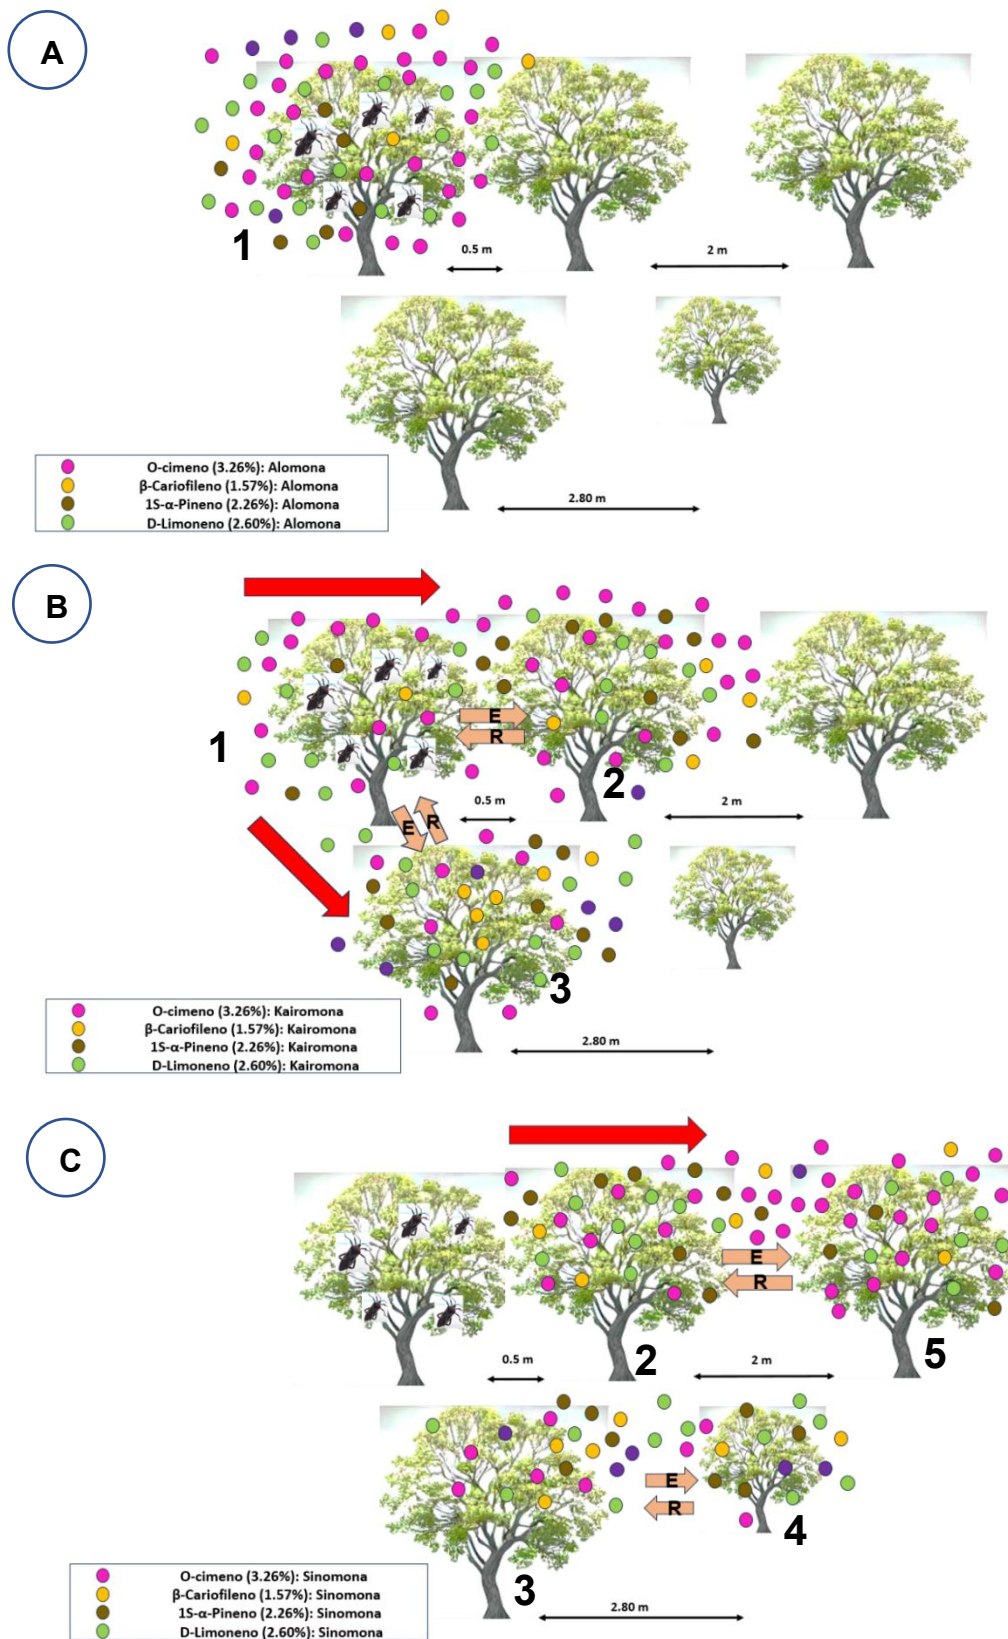 A
1
0.5 m
2 m
2.80 m
O-cimeno (3.26%): Alomona
β-Cariofileno (1.57%): Alomona
1S-α-Pineno (2.26%): Alomona
D-Limoneno (2.60%): Alomona
B
E
R
1
2
0.5 m
2 m
E R
3
2.80 m
O-cimeno (3.26%): Kairomona
β-Cariofileno (1.57%): Kairomona
1S-α-Pineno (2.26%): Kairomona
D-Limoneno (2.60%): Kairomona
C
E
R
2
5
0.5 m
2 m
E
R
4
3
2.80 m
O-cimeno (3.26%): Sinomona
β-Cariofileno (1.57%): Sinomona
1S-α-Pineno (2.26%): Sinomona
D-Limoneno (2.60%): Sinomona